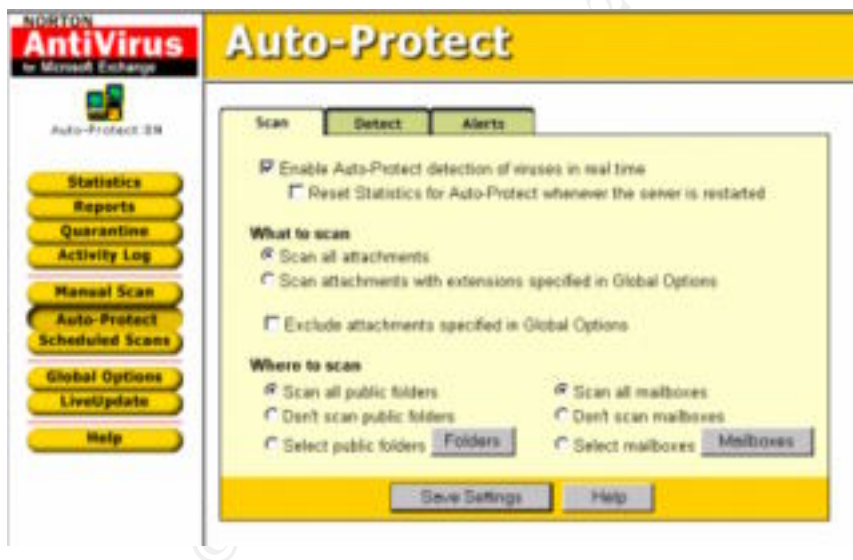 NORTON
AntiVirus
for Microsoft Exchange
Auto-Protect ON
Statistics
Reports
Quarantine
Activity Log
Manual Scan
Auto-Protect
Scheduled Scans
Global Options
LiveUpdate
Help
Auto-Protect
Scan Detect Alerts
Enable Auto-Protect detection of viruses in real time
Reset Statistics for Auto-Protect whenever the server is restarted
What to scan
Scan all attachments
Scan attachments with extensions specified in Global Options
Exclude attachments specified in Global Options
Where to scan
Scan all public folders Scan all mailboxes
Don't scan public folders Don't scan mailboxes
Select public folders Folders Select mailboxes Mailboxes
Save Settings Help